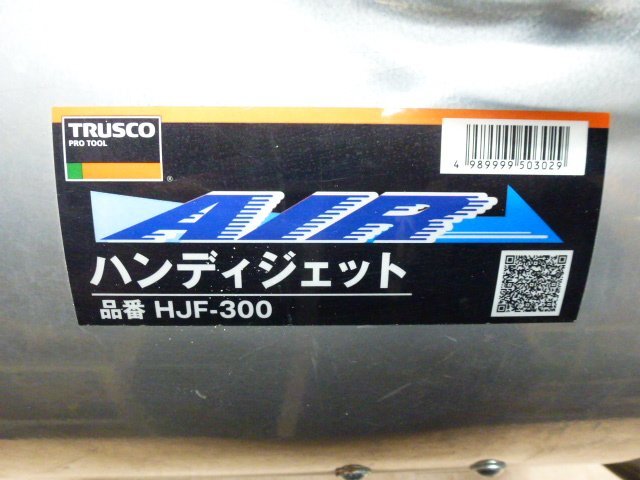 TRUSCO
PRO TOOL
®
4 989999 503029
AIR
ハンディジェット
品番 HJF-300